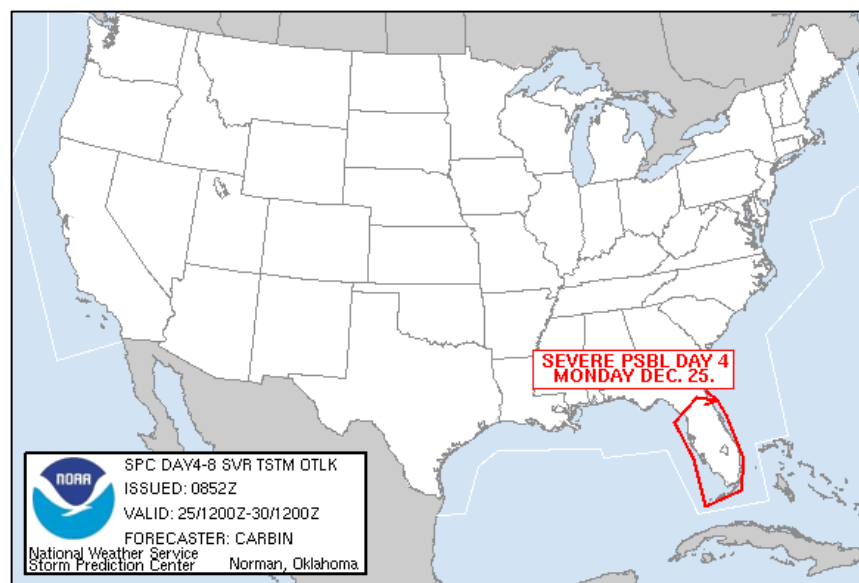 SEVERE PSBL DAY 4
MONDAY DEC. 25.
SPC DAY4-8 SVR TSTM OTLK
ISSUED: 0852Z
VALID: 25/1200Z-30/1200Z
FORECASTER: CARBIN
NOAA
National Weather Service
Storm Prediction Center Norman, Oklahoma